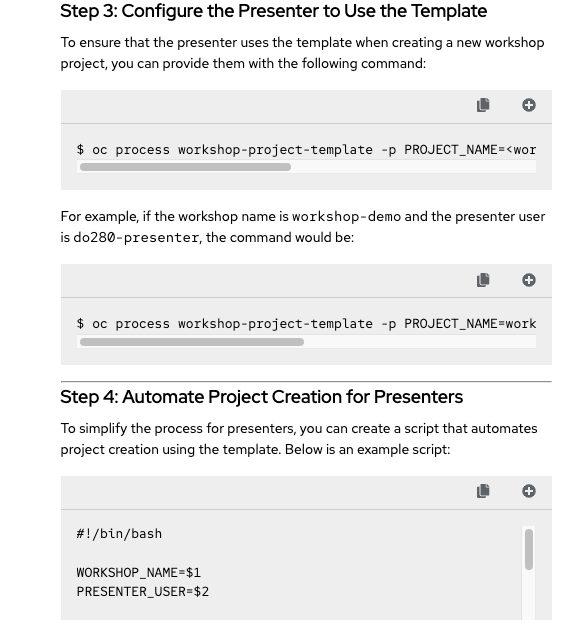 Step 3: Configure the Presenter to Use the Template
To ensure that the presenter uses the template when creating a new workshop
project, you can provide them with the following command:
$ oc process workshop-project-template -p PROJECT_NAME=<wor
For example, if the workshop name is workshop-demo and the presenter user
is do280-presenter, the command would be:
$ oc process workshop-project-template -p PROJECT_NAME=work
Step 4: Automate Project Creation for Presenters
To simplify the process for presenters, you can create a script that automates
project creation using the template. Below is an example script:
#!/bin/bash
WORKSHOP_NAME=$1
PRESENTER_USER=$2